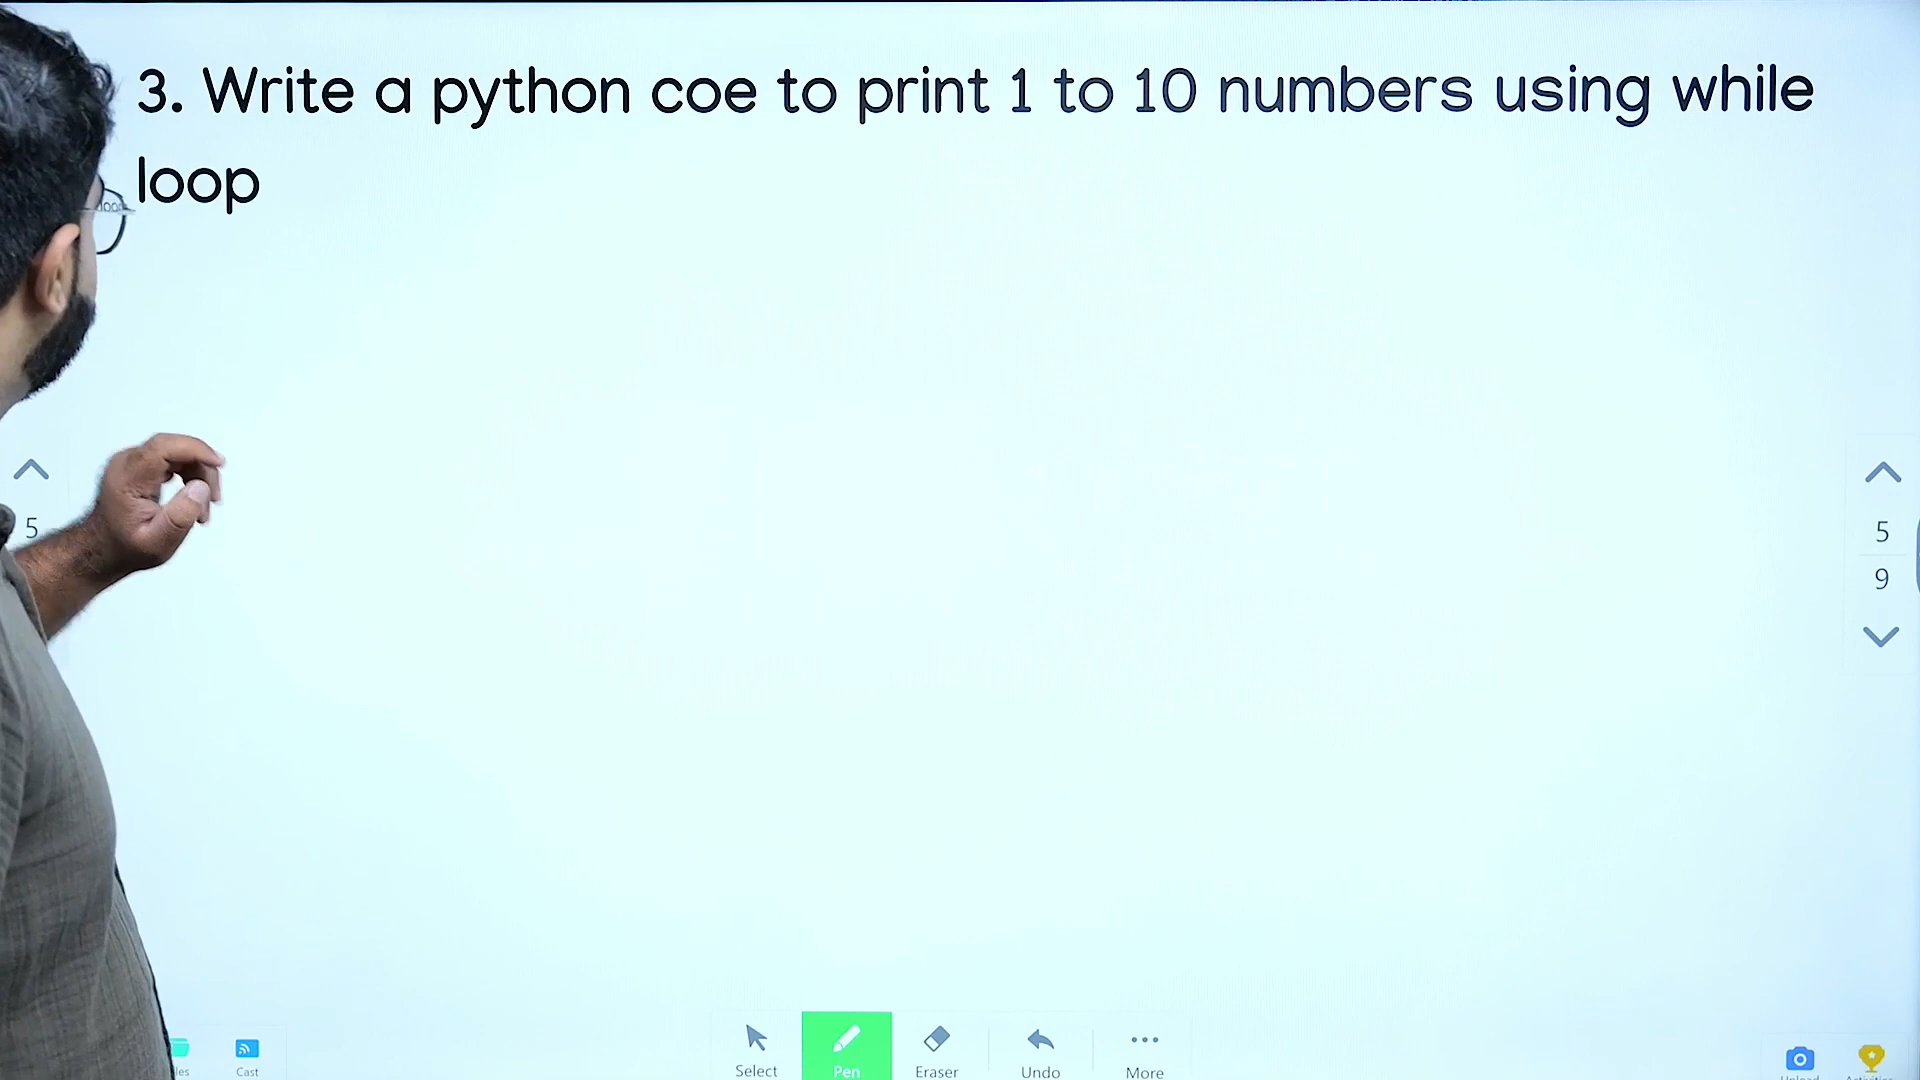 3. Write a python coe to print 1 to 10 numbers using while
loop
5
5
9
les
Cast
Select
Pen
Eraser
Undo
More